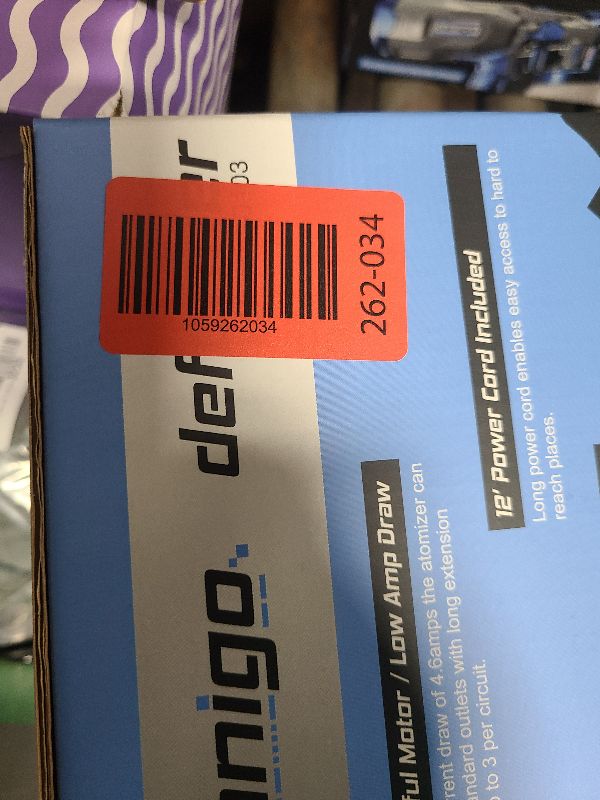 03
1059262034
262-034
def
nigo
ful Motor / Low Amp Draw
rent draw of 4.6amps the atomizer can
andard outlets with long extension
to 3 per circuit.
12' Power Cord Included
Long power cord enables easy access to hard to
reach places.